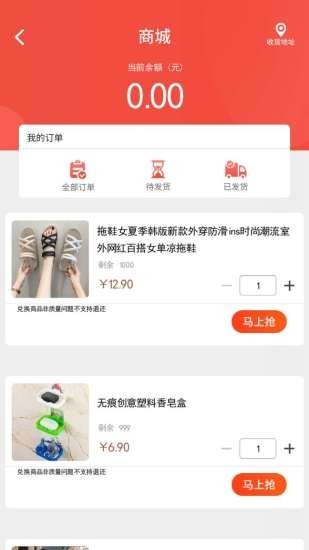 商城
收货地址
当前余额（元）
0.00
我的订单
全部订单
待发货
已发货
拖鞋女夏季韩版新款外穿防滑ins时尚潮流室
外网红百搭女单凉拖鞋
剩余 1000
￥12.90
1
兑换商品非质量问题不支持退还
马上抢
无痕创意塑料香皂盒
剩余 999
￥6.90
1
兑换商品非质量问题不支持退还
马上抢